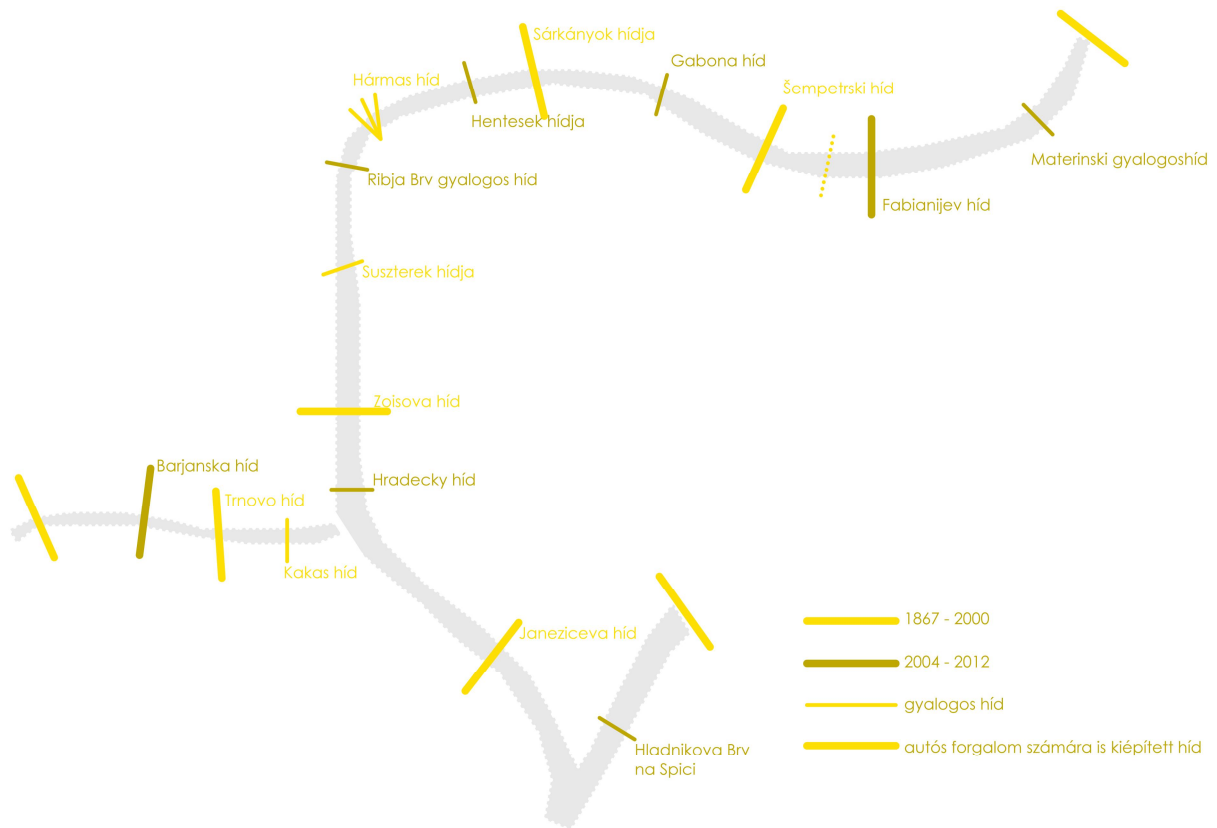 Sárkányok hídja
Gabona híd
Hármas híd
Šempetrski híd
Hentesek hídja
Materinski gyalogoshíd
Ribja Brv gyalogos híd
Fabianijev híd
Suszterek hídja
Zoisova híd
Barjanska híd
Hradecky híd
Trnovo híd
Kakas híd
Janeziceva híd
Hladnikova Brv
na Spici
1867 - 2000
2004 - 2012
gyalogos híd
autós forgalom számára is kiépített híd